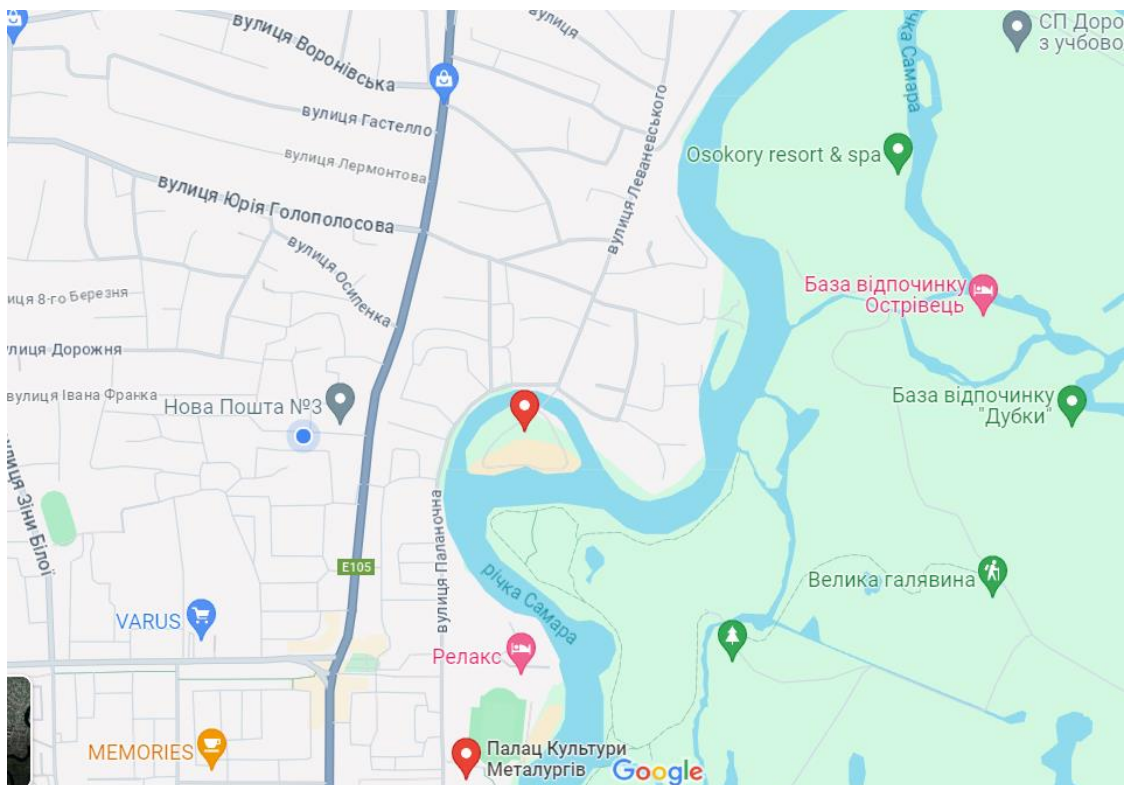 СП Доро
з учбово
вулиця Воронівська
вулиця
річка Самара
вулиця Гастелло
вулиця Леваневського
Osokory resort & spa
вулиця Лермонтова
вулиця Юрія Голополосова
вулиця Осипенка
База відпочинку
Острівець
иця 8-го Березня
улиця Дорожня
вулиця Івана Франка
Нова Пошта №3
База відпочинку
"Дубки"
вулиця Зіни Білої
вулиця Паланочна
E105
Велика галявина
річка Самара
VARUS
Релакс
MEMORIES
Палац Культури
Металургів
Google